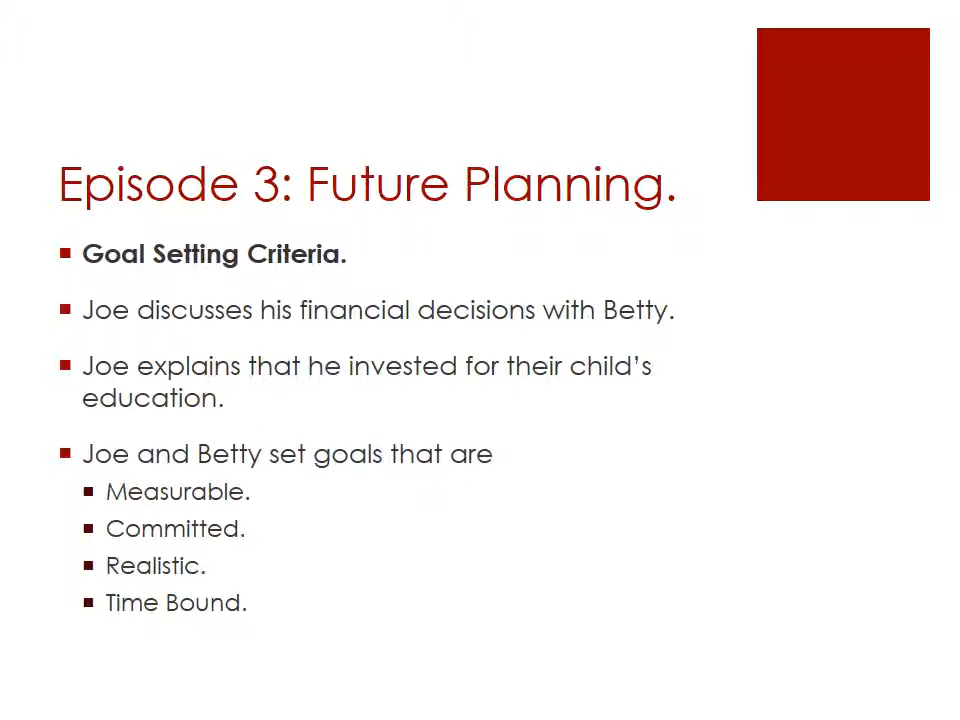 Episode 3: Future Planning.
Goal Setting Criteria.
Joe discusses his financial decisions with Betty.
Joe explains that he invested for their child’s
education.
Joe and Betty set goals that are
Measurable.
Committed.
Realistic.
Time Bound.